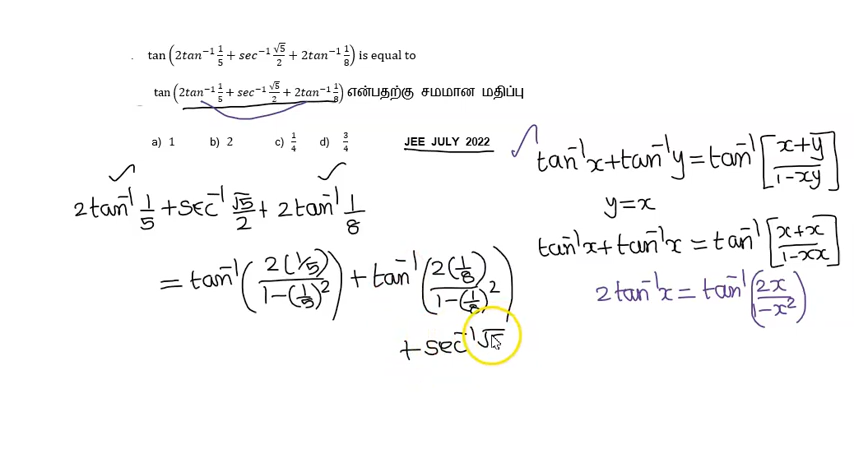 tan (2tan⁻¹ 1/5 + sec⁻¹ √5/2 + 2tan⁻¹ 1/8) is equal to
tan (2tan⁻¹ 1/5 + sec⁻¹ √5/2 + 2tan⁻¹ 1/8) என்பதற்கு சமமான மதிப்பு
a) 1 b) 2 c) 1/4 d) 3/4 JEE JULY 2022
2tan⁻¹ 1/5 + sec⁻¹ √5/2 + 2tan⁻¹ 1/8
= tan⁻¹ (2(1/5) / 1-(1/5)²) + tan⁻¹ (2(1/8) / 1-(1/8)²)
+ sec⁻¹ √5
tan⁻¹x + tan⁻¹y = tan⁻¹ [x+y / 1-xy]
y = x
tan⁻¹x + tan⁻¹x = tan⁻¹ [x+x / 1-xx]
2tan⁻¹x = tan⁻¹ (2x / 1-x²)